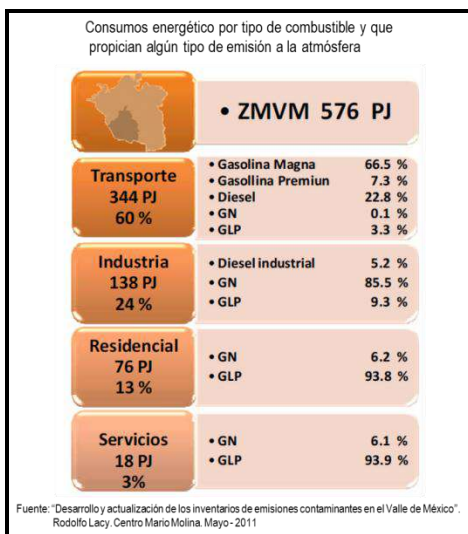 Consumos energético por tipo de combustible y que
propician algún tipo de emisión a la atmósfera
• ZMVM 576 PJ
Transporte
344 PJ
60 %
• Gasolina Magna 66.5 %
• Gasollina Premiun 7.3 %
• Diesel 22.8 %
• GN 0.1 %
• GLP 3.3 %
Industria
138 PJ
24 %
• Diesel industrial 5.2 %
• GN 85.5 %
• GLP 9.3 %
Residencial
76 PJ
13 %
• GN 6.2 %
• GLP 93.8 %
Servicios
18 PJ
3%
• GN 6.1 %
• GLP 93.9 %
Fuente: “Desarrollo y actualización de los inventarios de emisiones contaminantes en el Valle de México”.
Rodolfo Lacy. Centro Mario Molina. Mayo - 2011